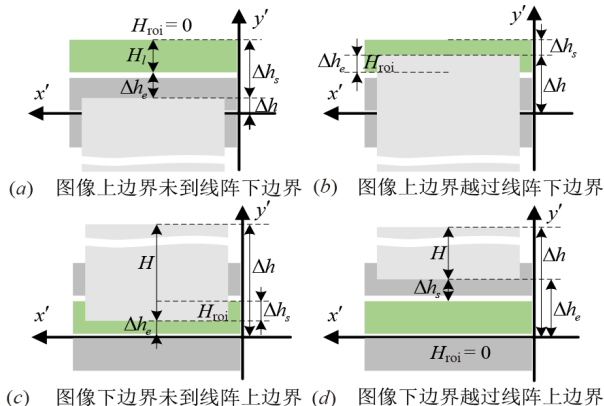 H_roi = 0
y′
H_l
Δh_s
Δh_e
Δh
x′
(a) 图像上边界未到线阵下边界
y′
Δh_s
Δh_e
H_roi
Δh
x′
(b) 图像上边界越过线阵下边界
y′
H
Δh
H_roi
Δh_s
Δh_e
x′
(c) 图像下边界未到线阵上边界
y′
H
Δh
Δh_s
Δh_e
x′
H_roi = 0
(d) 图像下边界越过线阵上边界